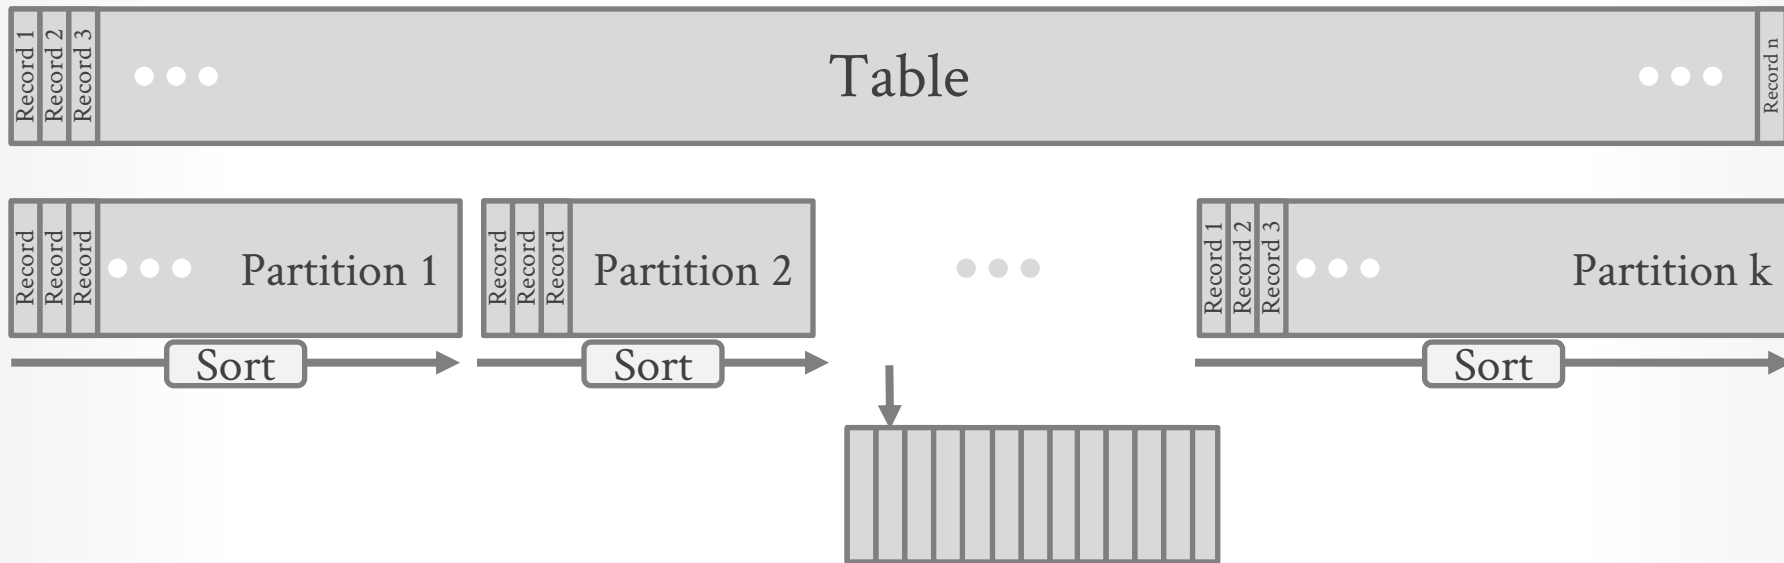 Record 1
Record 2
Record 3
Table
Record n
Record
Record
Record
Partition 1
Record
Record
Record
Partition 2
Record 1
Record 2
Record 3
Partition k
Sort
Sort
Sort